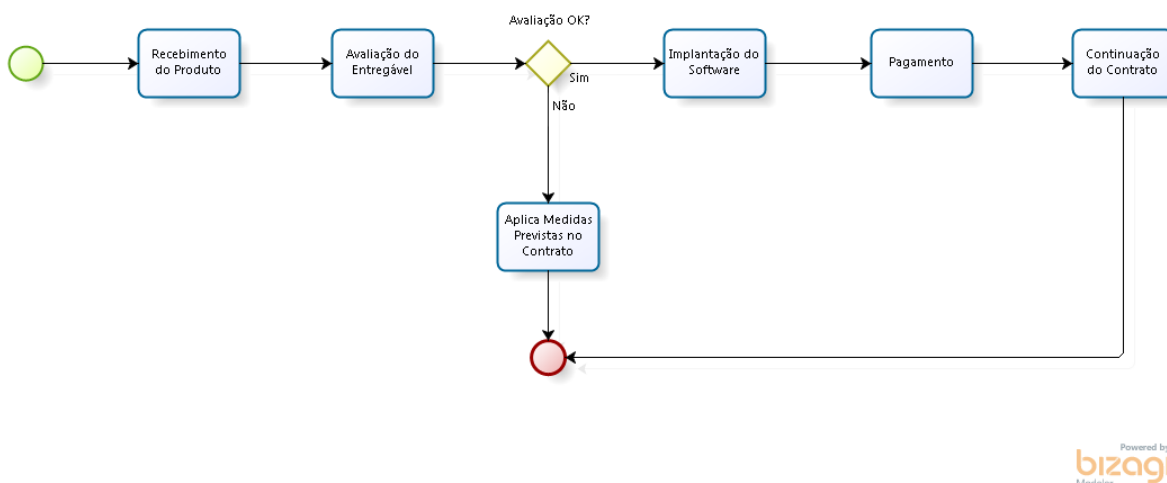 Avaliação OK?
Recebimento
do Produto
Avaliação do
Entregável
Sim
Não
Implantação do
Software
Pagamento
Continuação
do Contrato
Aplica Medidas
Previstas no
Contrato
Powered by
bizagi
Modeler